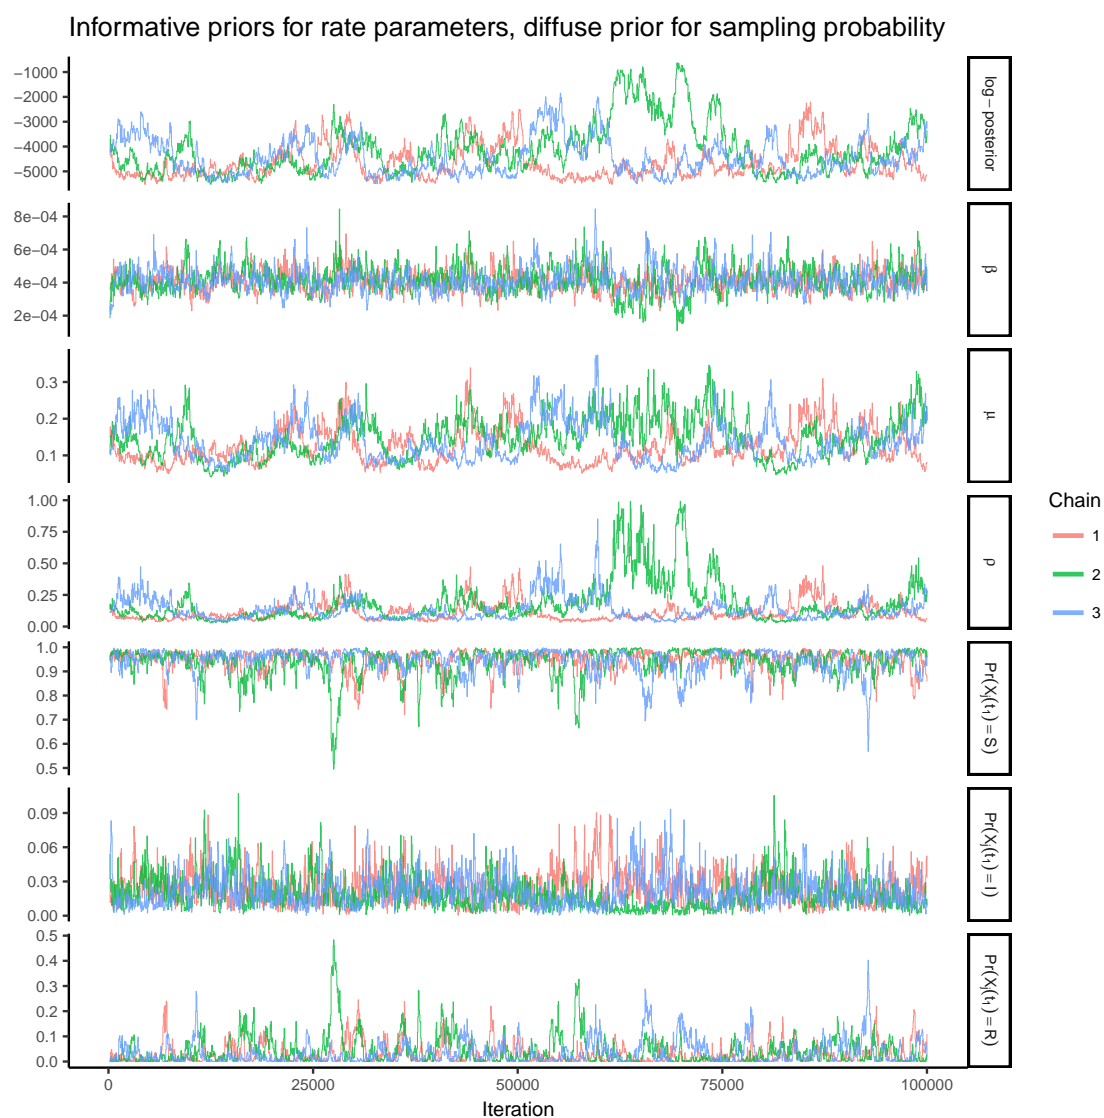 Informative priors for rate parameters, diffuse prior for sampling probability
−1000
−2000
−3000
−4000
−5000
log−posterior
8e−04
6e−04
4e−04
2e−04
β
0.3
0.2
0.1
μ
1.00
0.75
0.50
0.25
0.00
ρ
1.0
0.9
0.8
0.7
0.6
0.5
Pr(Xj(t1) = S)
0.09
0.06
0.03
0.00
Pr(Xj(t1) = I)
0.5
0.4
0.3
0.2
0.1
0.0
Pr(Xj(t1) = R)
0 25000 50000 75000 100000
Iteration
Chain
1
2
3